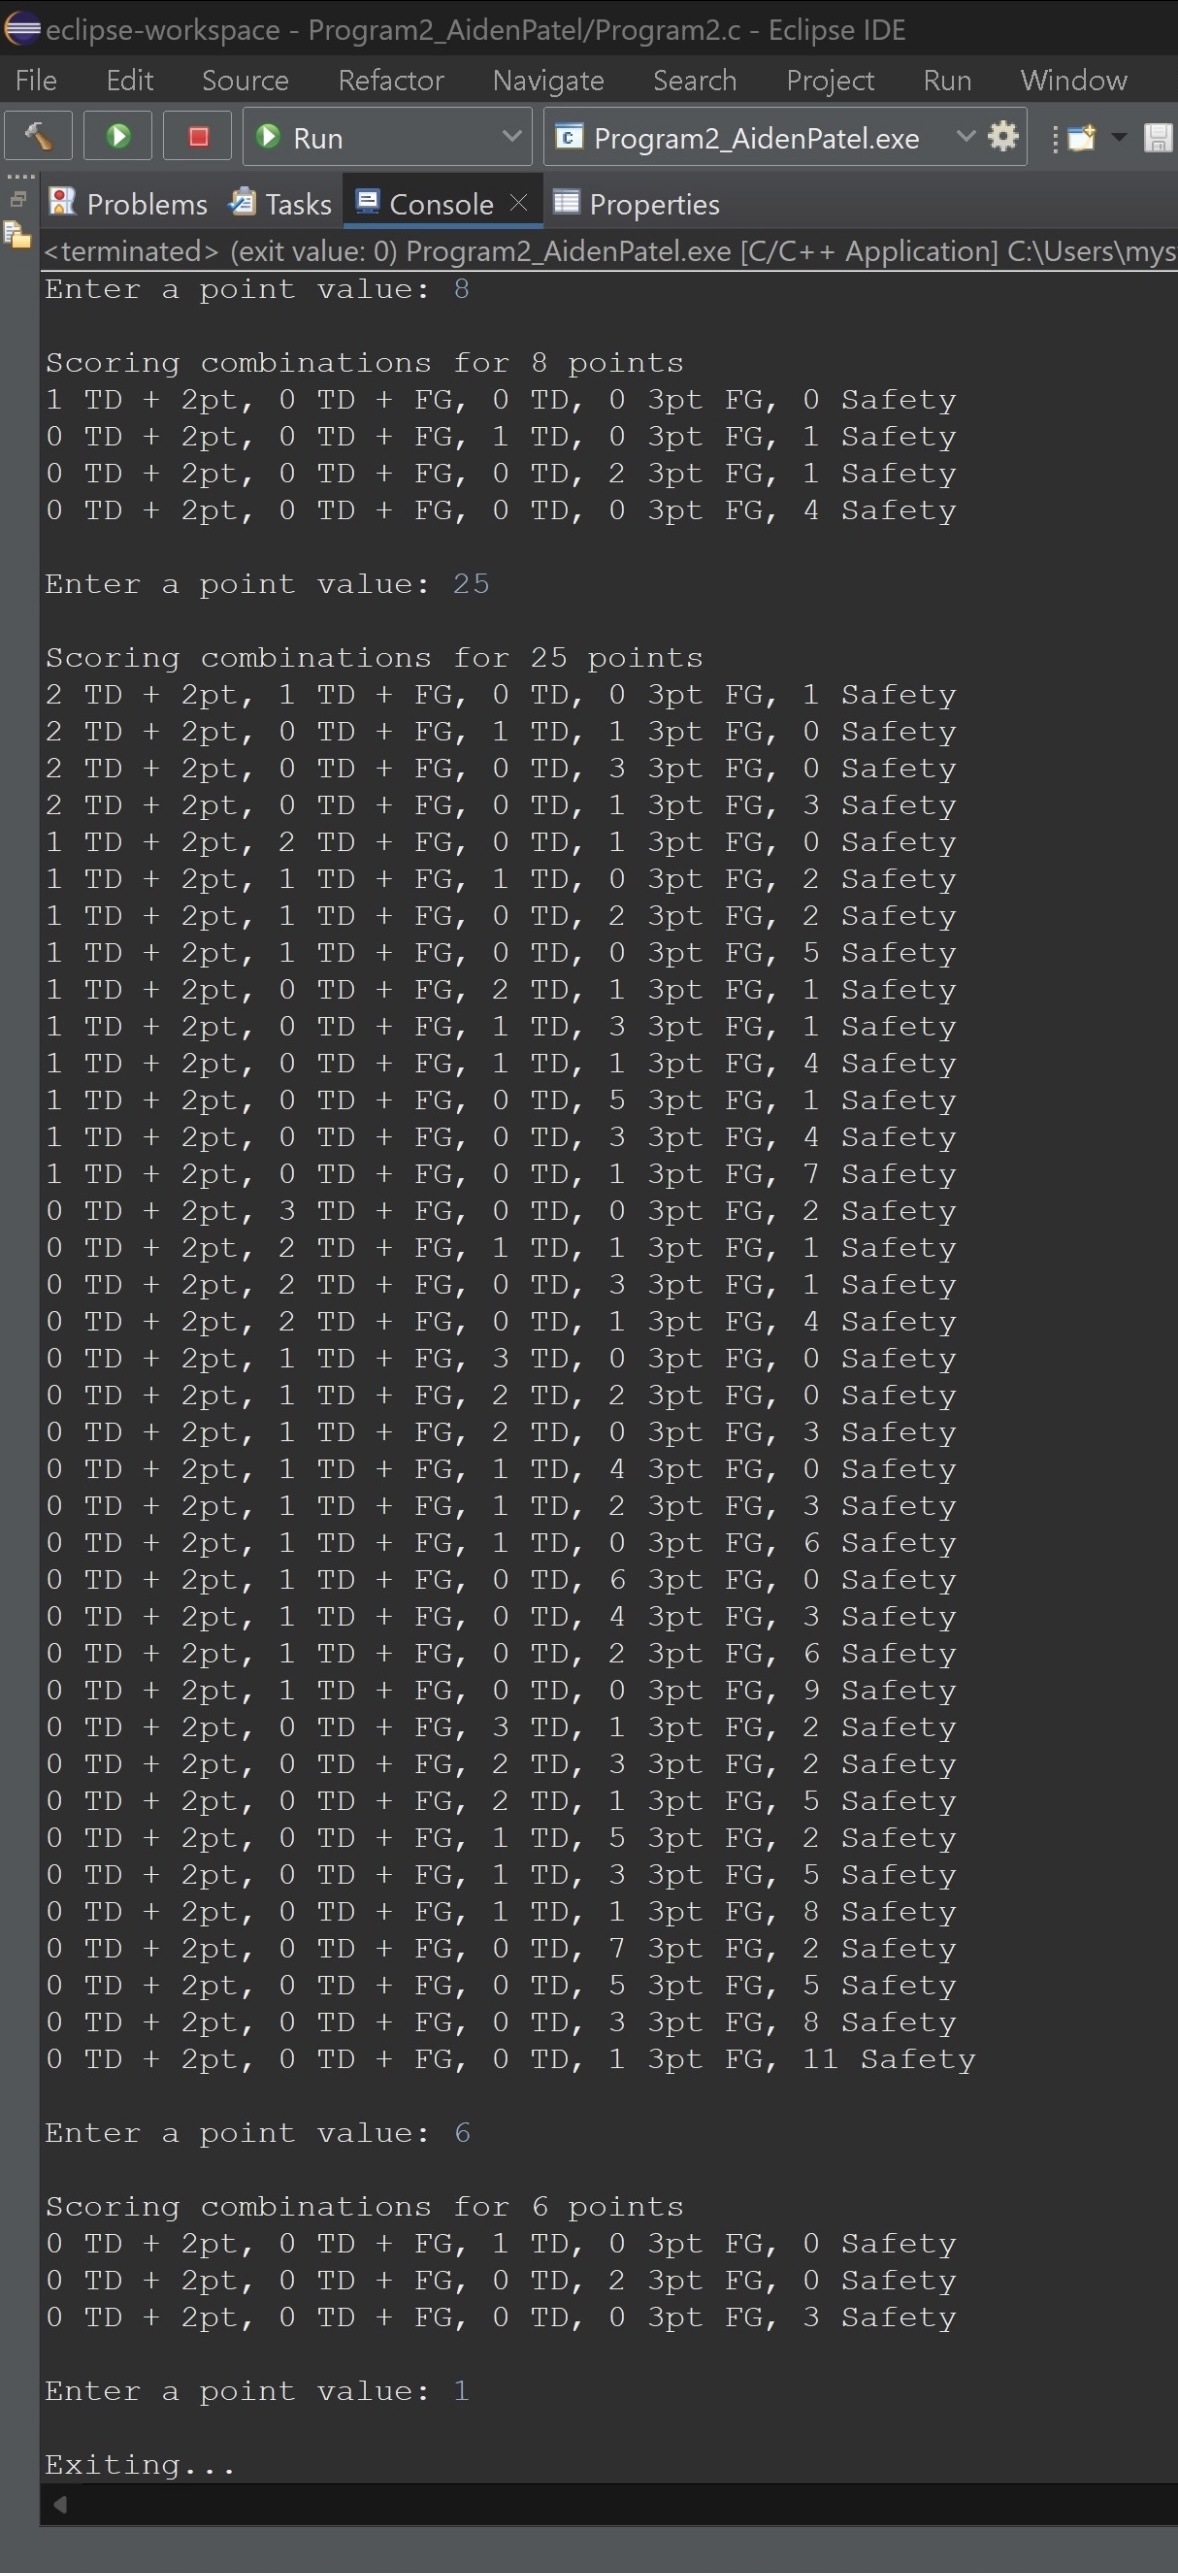 eclipse-workspace - Program2_AidenPatel/Program2.c - Eclipse IDE
File Edit Source Refactor Navigate Search Project Run Window
Run Program2_AidenPatel.exe
Problems Tasks Console Properties
<terminated> (exit value: 0) Program2_AidenPatel.exe [C/C++ Application] C:\Users\mys
Enter a point value: 8
Scoring combinations for 8 points
1 TD + 2pt, 0 TD + FG, 0 TD, 0 3pt FG, 0 Safety
0 TD + 2pt, 0 TD + FG, 1 TD, 0 3pt FG, 1 Safety
0 TD + 2pt, 0 TD + FG, 0 TD, 2 3pt FG, 1 Safety
0 TD + 2pt, 0 TD + FG, 0 TD, 0 3pt FG, 4 Safety
Enter a point value: 25
Scoring combinations for 25 points
2 TD + 2pt, 1 TD + FG, 0 TD, 0 3pt FG, 1 Safety
2 TD + 2pt, 0 TD + FG, 1 TD, 1 3pt FG, 0 Safety
2 TD + 2pt, 0 TD + FG, 0 TD, 3 3pt FG, 0 Safety
2 TD + 2pt, 0 TD + FG, 0 TD, 1 3pt FG, 3 Safety
1 TD + 2pt, 2 TD + FG, 0 TD, 1 3pt FG, 0 Safety
1 TD + 2pt, 1 TD + FG, 1 TD, 0 3pt FG, 2 Safety
1 TD + 2pt, 1 TD + FG, 0 TD, 2 3pt FG, 2 Safety
1 TD + 2pt, 1 TD + FG, 0 TD, 0 3pt FG, 5 Safety
1 TD + 2pt, 0 TD + FG, 2 TD, 1 3pt FG, 1 Safety
1 TD + 2pt, 0 TD + FG, 1 TD, 3 3pt FG, 1 Safety
1 TD + 2pt, 0 TD + FG, 1 TD, 1 3pt FG, 4 Safety
1 TD + 2pt, 0 TD + FG, 0 TD, 5 3pt FG, 1 Safety
1 TD + 2pt, 0 TD + FG, 0 TD, 3 3pt FG, 4 Safety
1 TD + 2pt, 0 TD + FG, 0 TD, 1 3pt FG, 7 Safety
0 TD + 2pt, 3 TD + FG, 0 TD, 0 3pt FG, 2 Safety
0 TD + 2pt, 2 TD + FG, 1 TD, 1 3pt FG, 1 Safety
0 TD + 2pt, 2 TD + FG, 0 TD, 3 3pt FG, 1 Safety
0 TD + 2pt, 2 TD + FG, 0 TD, 1 3pt FG, 4 Safety
0 TD + 2pt, 1 TD + FG, 3 TD, 0 3pt FG, 0 Safety
0 TD + 2pt, 1 TD + FG, 2 TD, 2 3pt FG, 0 Safety
0 TD + 2pt, 1 TD + FG, 2 TD, 0 3pt FG, 3 Safety
0 TD + 2pt, 1 TD + FG, 1 TD, 4 3pt FG, 0 Safety
0 TD + 2pt, 1 TD + FG, 1 TD, 2 3pt FG, 3 Safety
0 TD + 2pt, 1 TD + FG, 1 TD, 0 3pt FG, 6 Safety
0 TD + 2pt, 1 TD + FG, 0 TD, 6 3pt FG, 0 Safety
0 TD + 2pt, 1 TD + FG, 0 TD, 4 3pt FG, 3 Safety
0 TD + 2pt, 1 TD + FG, 0 TD, 2 3pt FG, 6 Safety
0 TD + 2pt, 1 TD + FG, 0 TD, 0 3pt FG, 9 Safety
0 TD + 2pt, 0 TD + FG, 3 TD, 1 3pt FG, 2 Safety
0 TD + 2pt, 0 TD + FG, 2 TD, 3 3pt FG, 2 Safety
0 TD + 2pt, 0 TD + FG, 2 TD, 1 3pt FG, 5 Safety
0 TD + 2pt, 0 TD + FG, 1 TD, 5 3pt FG, 2 Safety
0 TD + 2pt, 0 TD + FG, 1 TD, 3 3pt FG, 5 Safety
0 TD + 2pt, 0 TD + FG, 1 TD, 1 3pt FG, 8 Safety
0 TD + 2pt, 0 TD + FG, 0 TD, 7 3pt FG, 2 Safety
0 TD + 2pt, 0 TD + FG, 0 TD, 5 3pt FG, 5 Safety
0 TD + 2pt, 0 TD + FG, 0 TD, 3 3pt FG, 8 Safety
0 TD + 2pt, 0 TD + FG, 0 TD, 1 3pt FG, 11 Safety
Enter a point value: 6
Scoring combinations for 6 points
0 TD + 2pt, 0 TD + FG, 1 TD, 0 3pt FG, 0 Safety
0 TD + 2pt, 0 TD + FG, 0 TD, 2 3pt FG, 0 Safety
0 TD + 2pt, 0 TD + FG, 0 TD, 0 3pt FG, 3 Safety
Enter a point value: 1
Exiting...